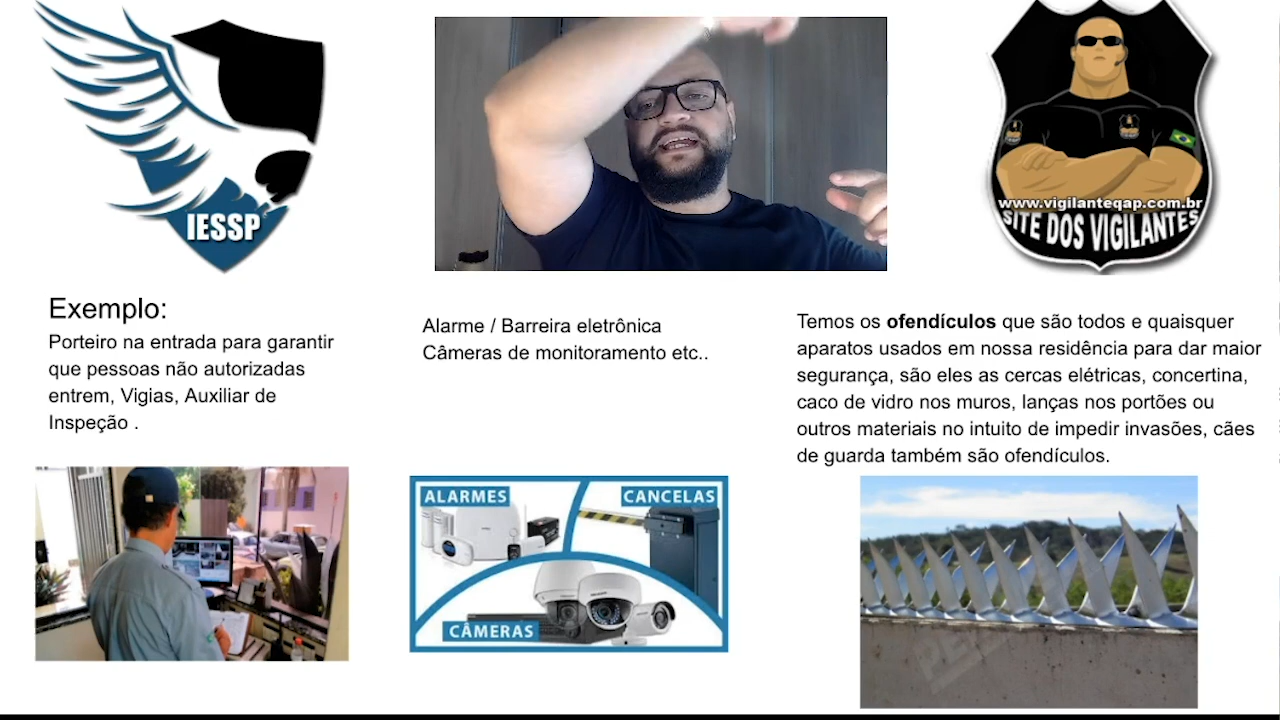 IESSP
www.vigilanteqap.com.br
SITE DOS VIGILANTES
Exemplo:
Porteiro na entrada para garantir
que pessoas não autorizadas
entrem, Vigias, Auxiliar de
Inspeção .
Alarme / Barreira eletrônica
Câmeras de monitoramento etc..
Temos os ofendículos que são todos e quaisquer
aparatos usados em nossa residência para dar maior
segurança, são eles as cercas elétricas, concertina,
caco de vidro nos muros, lanças nos portões ou
outros materiais no intuito de impedir invasões, cães
de guarda também são ofendículos.
ALARMES
CANCELAS
CÂMERAS